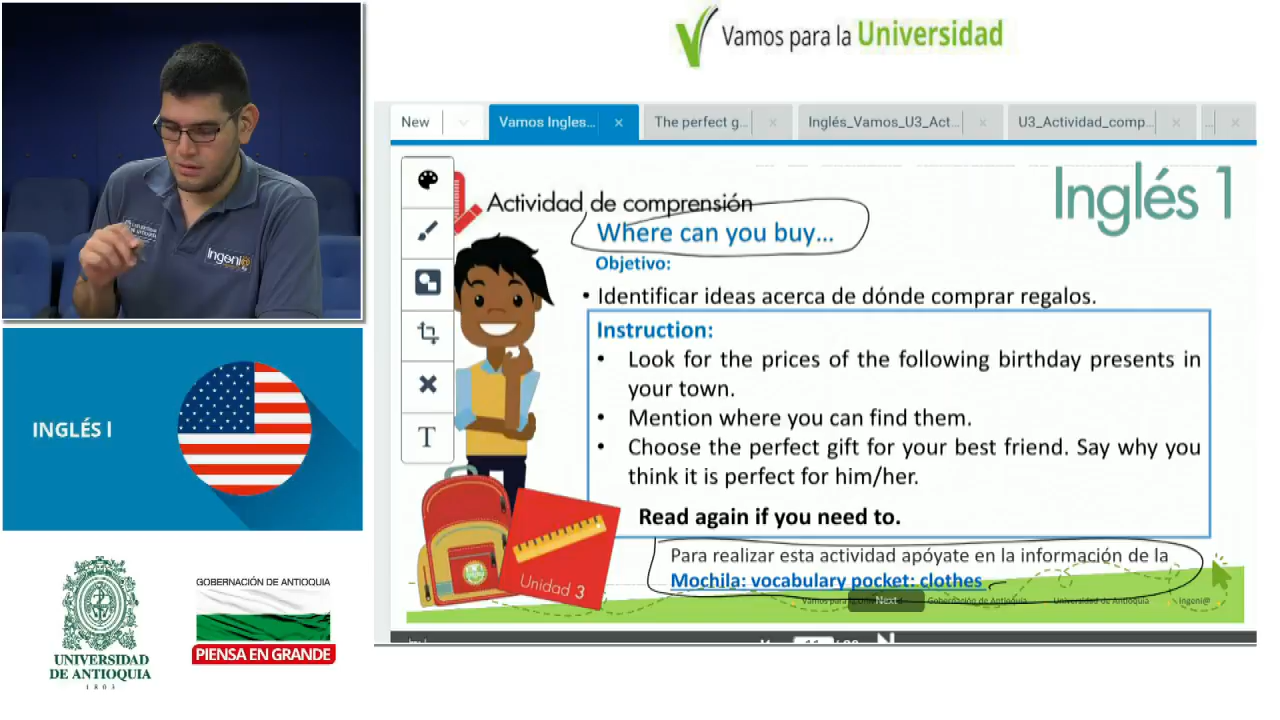 Vamos para la Universidad
New
Vamos Ingles...
The perfect g...
Inglés_Vamos_U3_Act...
U3_Actividad_comp...
Inglés 1
Actividad de comprensión
Where can you buy...
Objetivo:
• Identificar ideas acerca de dónde comprar regalos.
Instruction:
• Look for the prices of the following birthday presents in
your town.
• Mention where you can find them.
• Choose the perfect gift for your best friend. Say why you
think it is perfect for him/her.
Read again if you need to.
Para realizar esta actividad apóyate en la información de la
Mochila: vocabulary pocket: clothes
Unidad 3
Next
Gobernación de Antioquia
Universidad de Antioquia
Ingeni@
T
Ingeni@
INGLÉS I
UNIVERSIDAD
DE ANTIOQUIA
1803
GOBERNACIÓN DE ANTIOQUIA
PIENSA EN GRANDE